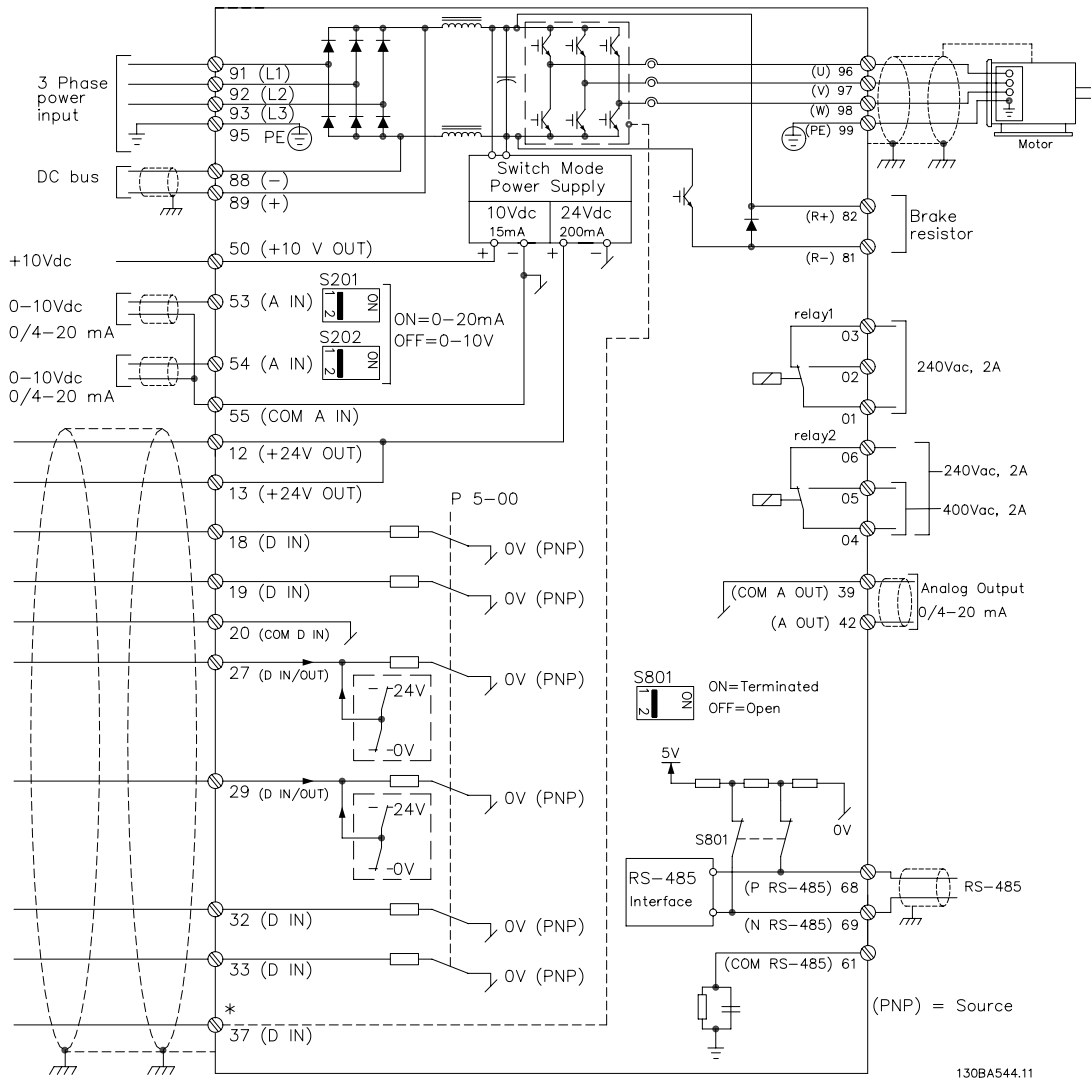 3 Phase
power
input
91 (L1)
92 (L2)
93 (L3)
95 PE
DC bus
88 (-)
89 (+)
+10Vdc
50 (+10 V OUT)
0-10Vdc
0/4-20 mA
53 (A IN)
S201
ON
1 2
ON=0-20mA
OFF=0-10V
S202
ON
1 2
0-10Vdc
0/4-20 mA
54 (A IN)
55 (COM A IN)
12 (+24V OUT)
13 (+24V OUT)
P 5-00
18 (D IN)
0V (PNP)
19 (D IN)
0V (PNP)
20 (COM D IN)
27 (D IN/OUT)
0V (PNP)
24V
0V
29 (D IN/OUT)
0V (PNP)
24V
0V
32 (D IN)
0V (PNP)
33 (D IN)
0V (PNP)
*
37 (D IN)
Switch Mode
Power Supply
10Vdc
15mA
24Vdc
200mA
+ - + -
(U) 96
(V) 97
(W) 98
(PE) 99
Motor
(R+) 82
(R-) 81
Brake
resistor
relay1
03
02
01
240Vac, 2A
relay2
06
05
04
240Vac, 2A
400Vac, 2A
(COM A OUT) 39
(A OUT) 42
Analog Output
0/4-20 mA
S801
ON
1 2
ON=Terminated
OFF=Open
5V
0V
S801
RS-485
Interface
(P RS-485) 68
(N RS-485) 69
RS-485
(COM RS-485) 61
(PNP) = Source
130BA544.11